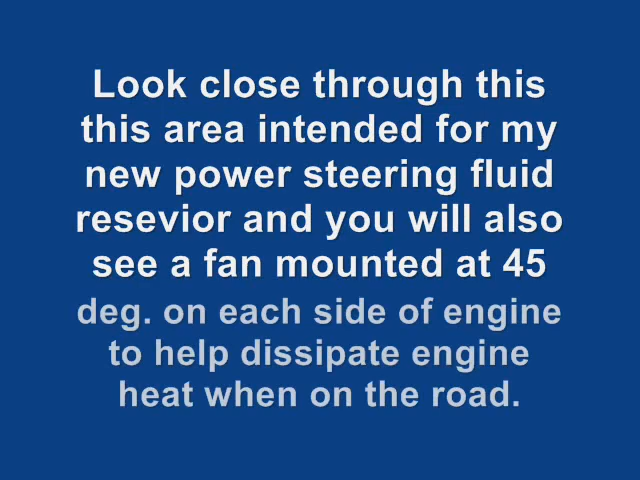 Look close through this
this area intended for my
new power steering fluid
resevior and you will also
see a fan mounted at 45
deg. on each side of engine
to help dissipate engine
heat when on the road.